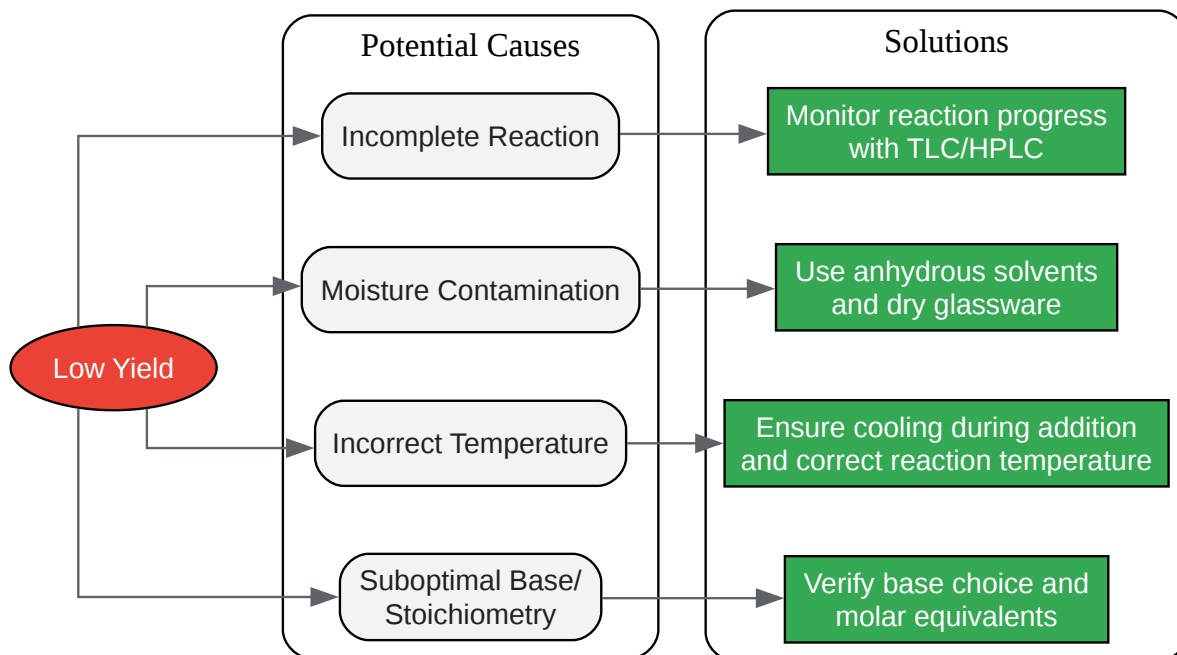 Potential Causes
Solutions
Incomplete Reaction
Monitor reaction progress
with TLC/HPLC
Moisture Contamination
Use anhydrous solvents
and dry glassware
Low Yield
Incorrect Temperature
Ensure cooling during addition
and correct reaction temperature
Suboptimal Base/
Stoichiometry
Verify base choice and
molar equivalents